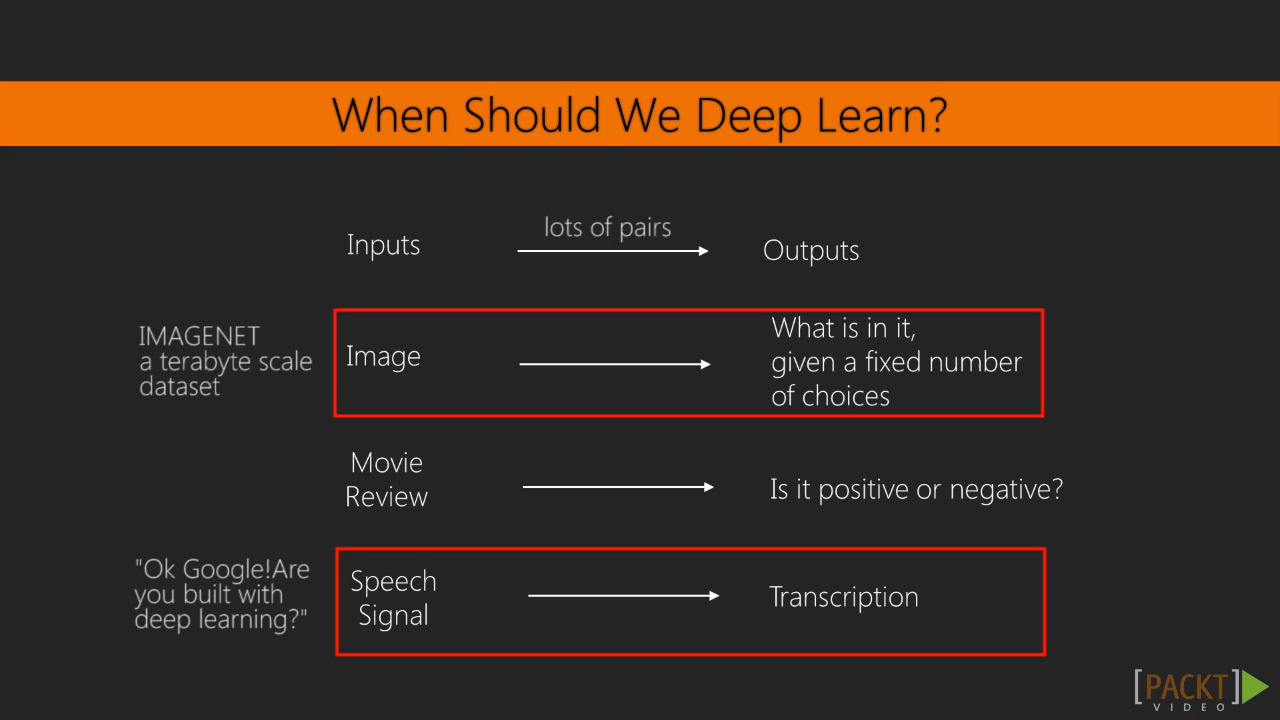 When Should We Deep Learn?
lots of pairs
Inputs
Outputs
IMAGENET
a terabyte scale
dataset
Image
What is in it,
given a fixed number
of choices
Movie
Review
Is it positive or negative?
"Ok Google!Are
you built with
deep learning?"
Speech
Signal
Transcription
[PACKT]
VIDEO